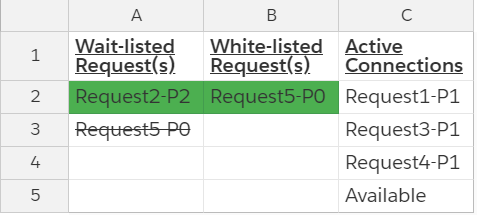 A B C
1 Wait-listed White-listed Active
Request(s) Request(s) Connections
2 Request2-P2 Request5-P0 Request1-P1
3 Request5-P0 Request3-P1
4 Request4-P1
5 Available